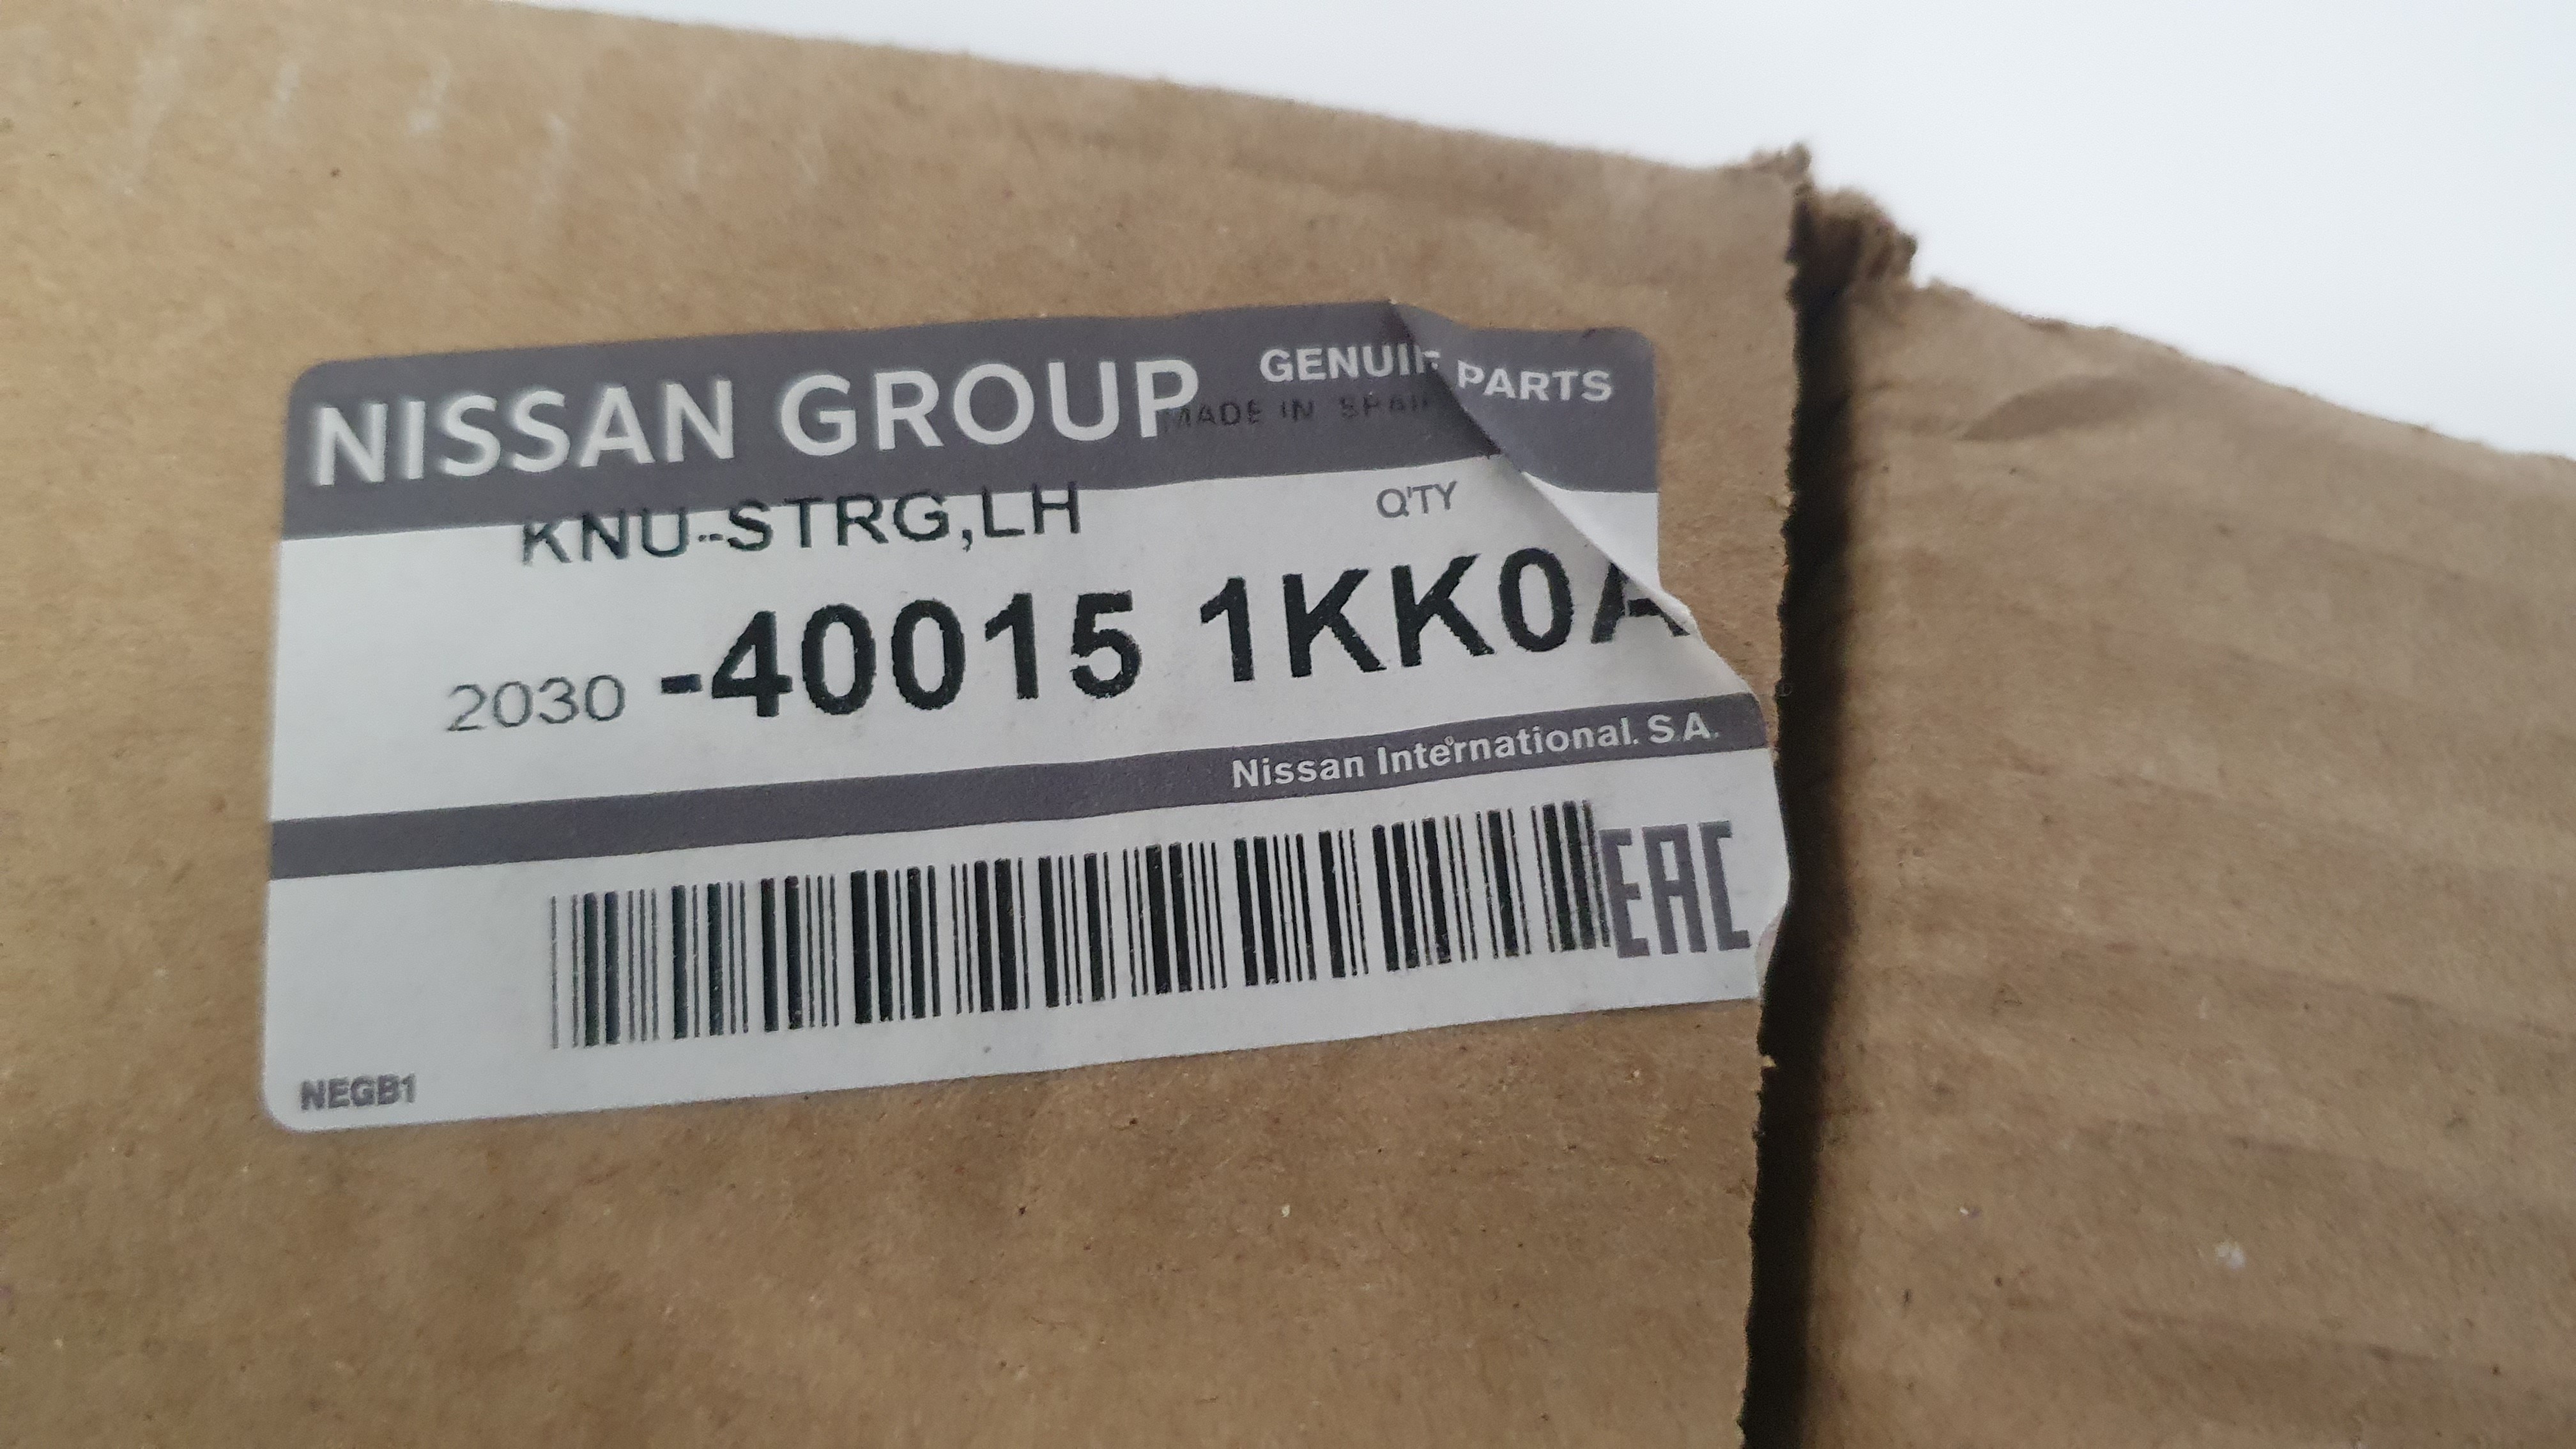 NISSAN GROUP
GENUI PARTS
MADE IN SPAI
KNU-STRG,LH
Q'TY
2030 -40015 1KK0A
Nissan International. S.A.
EAC
NEGB1